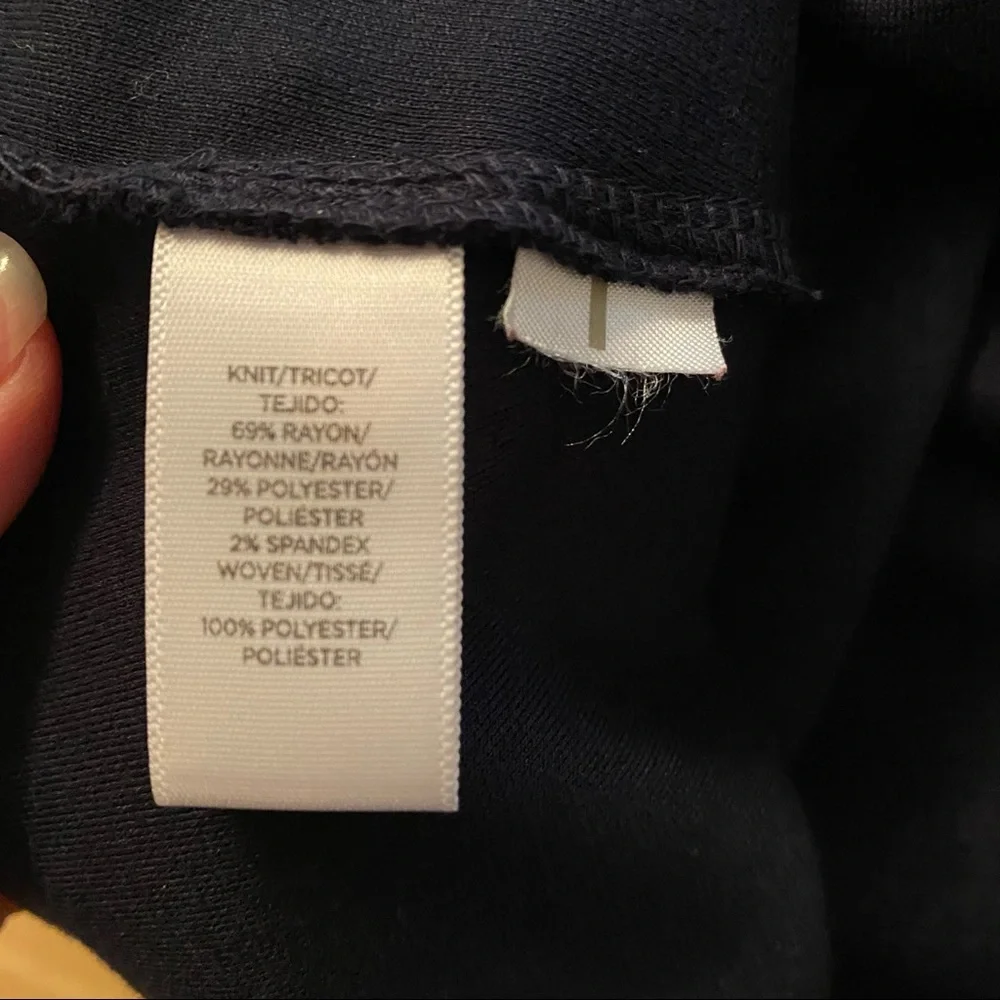 KNIT/TRICOT/
TEJIDO:
69% RAYON/
RAYONNE/RAYÓN
29% POLYESTER/
POLIÉSTER
2% SPANDEX
WOVEN/TISSÉ/
TEJIDO:
100% POLYESTER/
POLIÉSTER